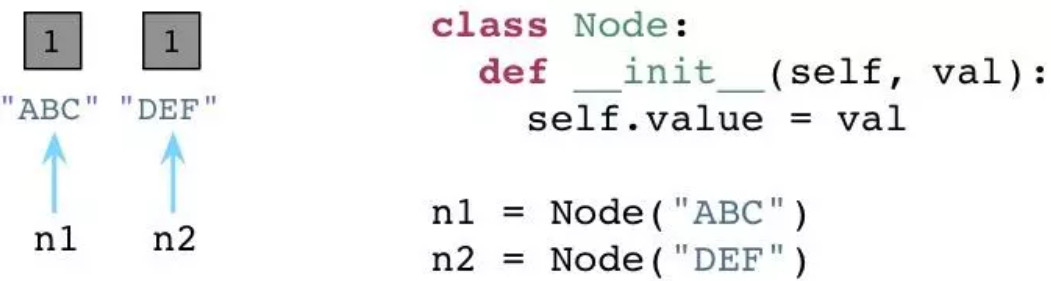 1 1
"ABC" "DEF"
n1 n2
class Node:
  def __init__(self, val):
    self.value = val
n1 = Node("ABC")
n2 = Node("DEF")